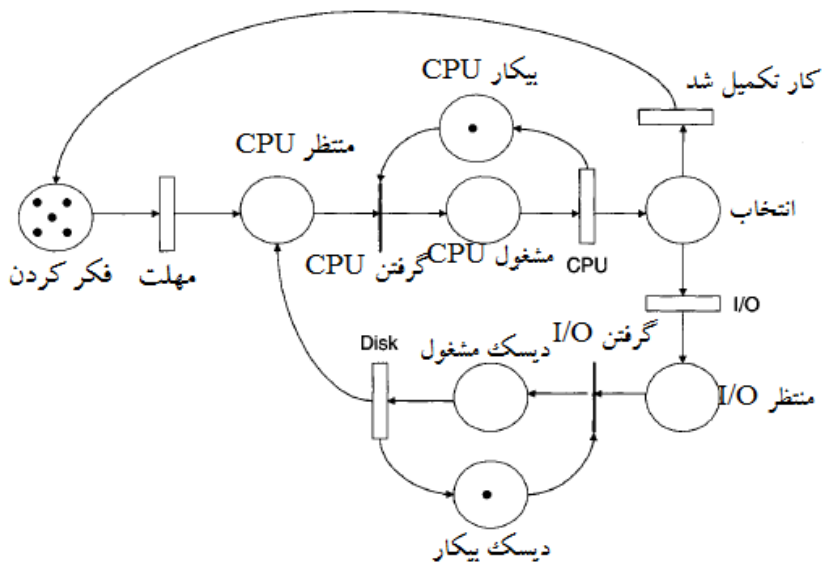 کار تکمیل شد
CPU بیکار
CPU منتظر
انتخاب
CPU مشغول
CPU گرفتن
CPU
مهلت
فکر کردن
I/O
I/O گرفتن
Disk
دیسک مشغول
I/O منتظر
دیسک بیکار